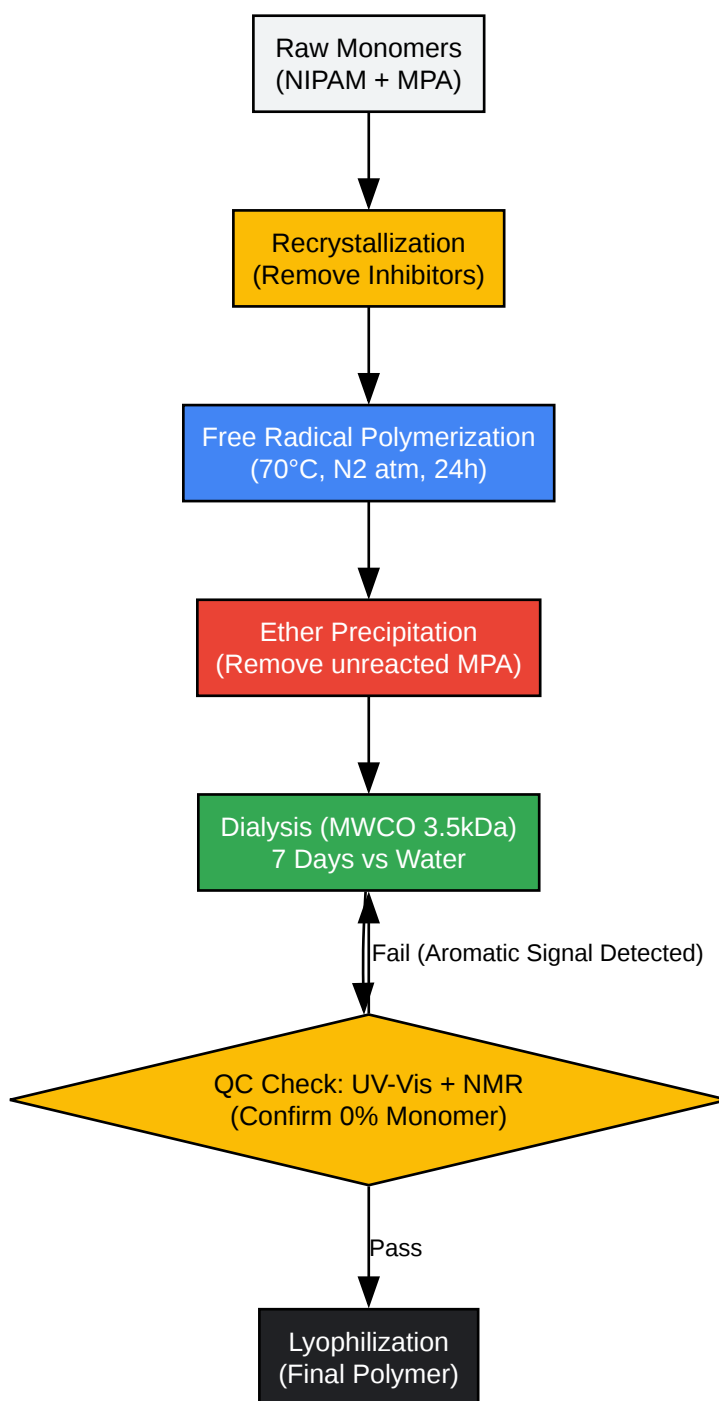 Raw Monomers
(NIPAM + MPA)
Recrystallization
(Remove Inhibitors)
Free Radical Polymerization
(70°C, N2 atm, 24h)
Ether Precipitation
(Remove unreacted MPA)
Dialysis (MWCO 3.5kDa)
7 Days vs Water
Fail (Aromatic Signal Detected)
QC Check: UV-Vis + NMR
(Confirm 0% Monomer)
Pass
Lyophilization
(Final Polymer)